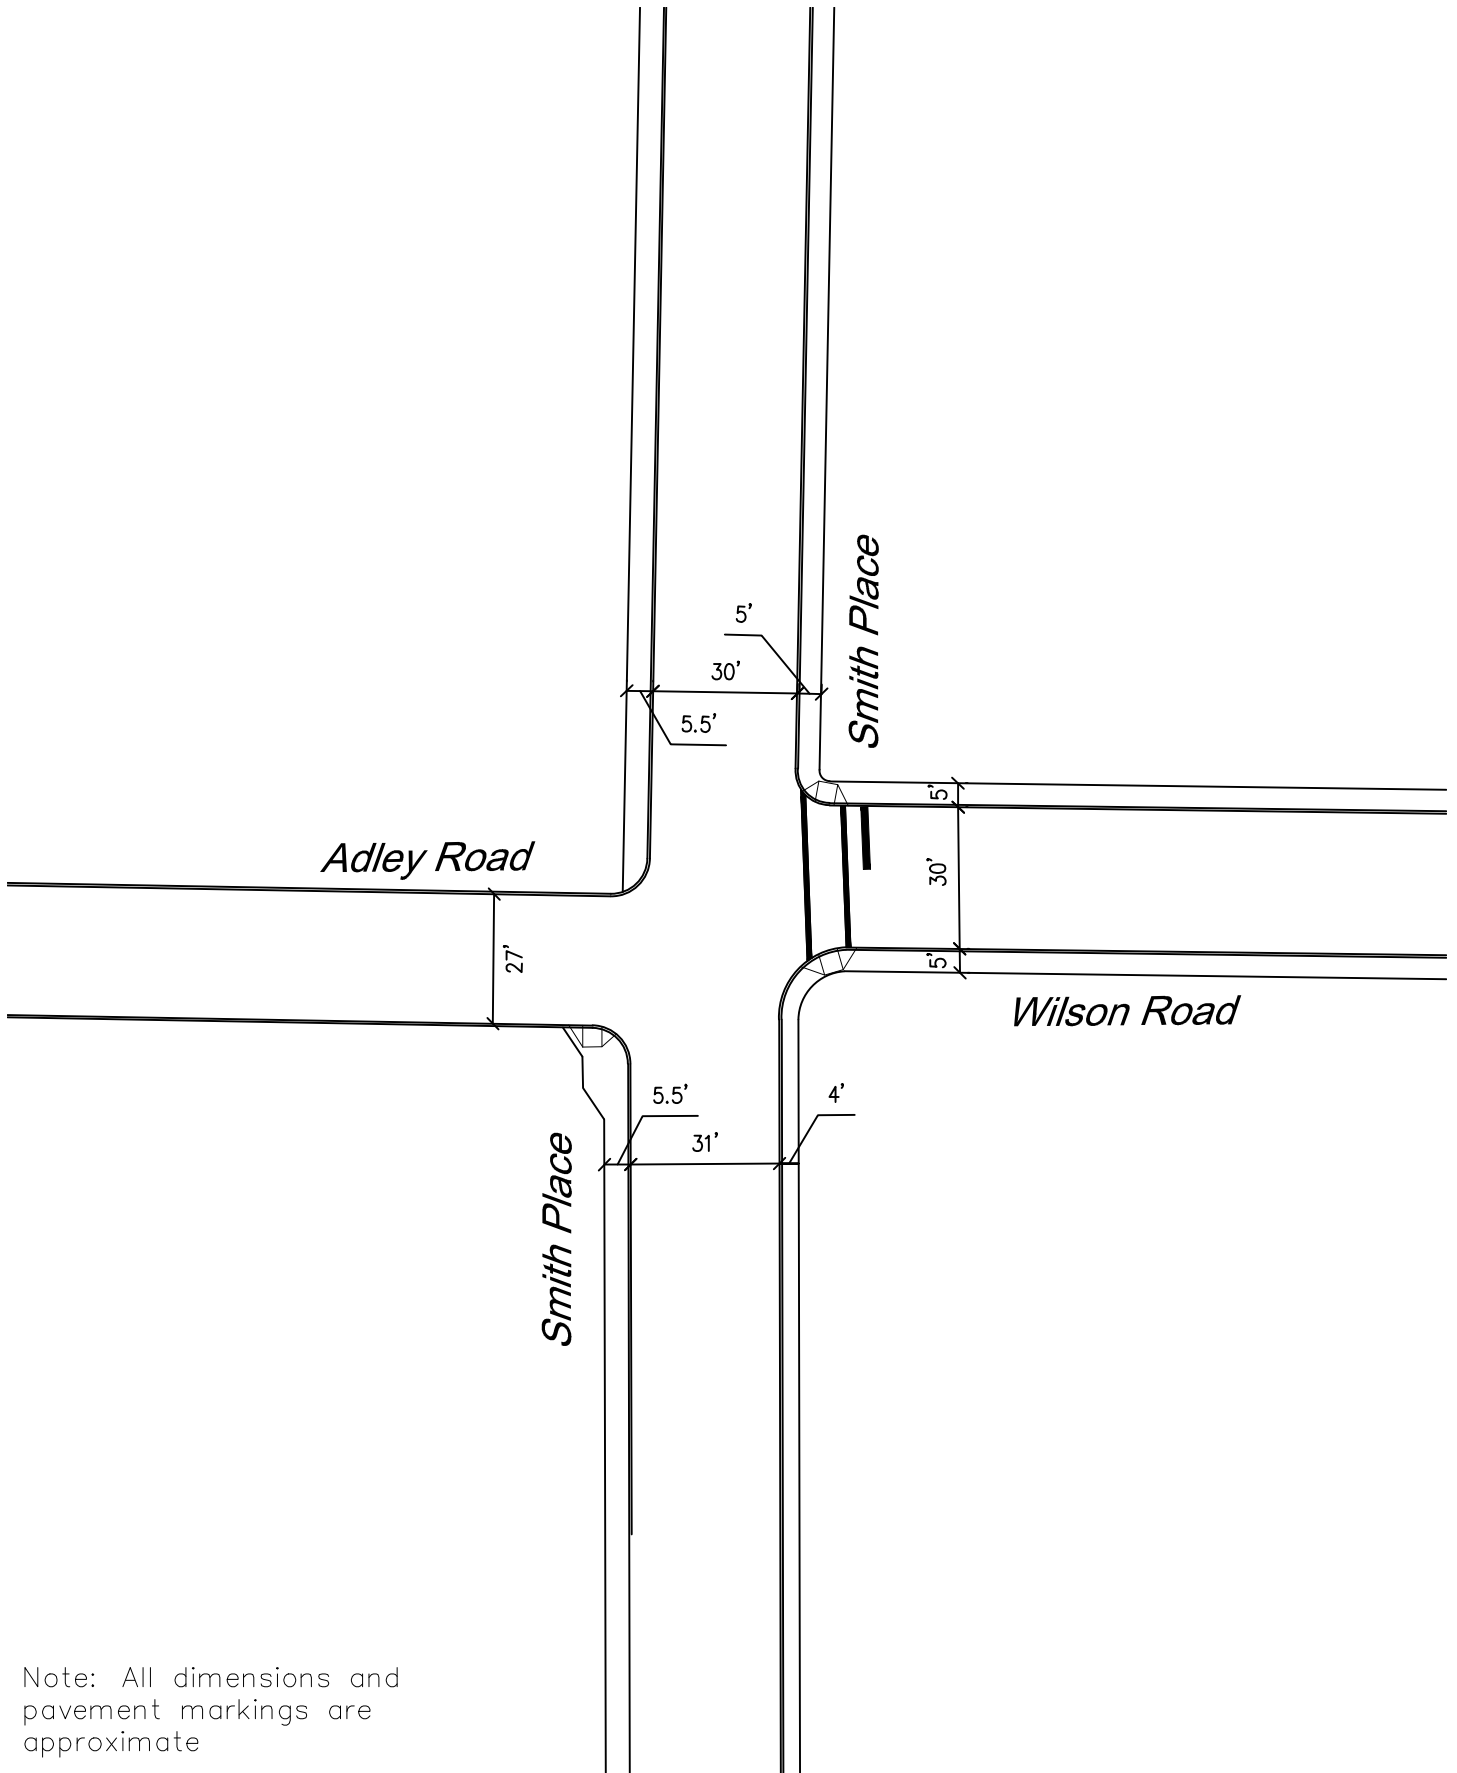 Smith Place
5'
30'
5.5'
5'
Adley Road
30'
27'
5'
Wilson Road
5.5'
4'
31'
Smith Place
Note: All dimensions and
pavement markings are
approximate